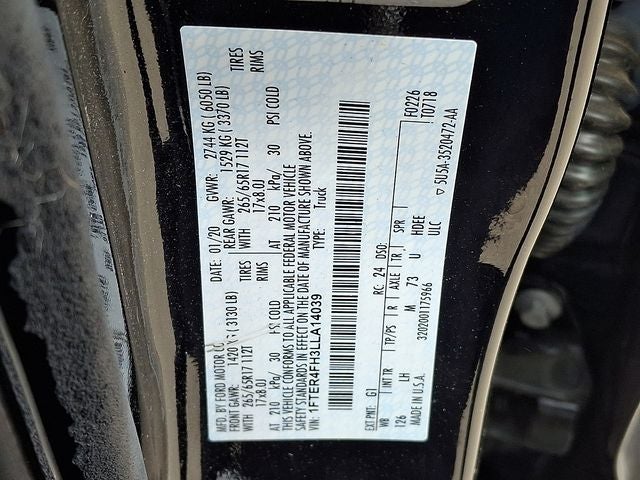 MFD. BY FORD MOTOR CO.
DATE: 01/20 GVWR: 2744 KG ( 6050 LB)
FRONT GAWR: 1420 KG ( 3130 LB) REAR GAWR: 1529 KG ( 3370 LB)
WITH 265/65R17 112T TIRES WITH 265/65R17 112T TIRES
17x8.0J RIMS 17x8.0J RIMS
AT 210 kPa/ 30 PSI COLD AT 210 kPa/ 30 PSI COLD
THIS VEHICLE CONFORMS TO ALL APPLICABLE FEDERAL MOTOR VEHICLE
SAFETY STANDARDS IN EFFECT ON THE DATE OF MANUFACTURE SHOWN ABOVE.
VIN: 1FTER4FH3LLA14039 TYPE: Truck
EXT PNT: G1 RC: 24 DSO: F0226
WB INT TR TP/PS R AXLE TR SPR T0718
126 LH M 73 U HDEE
ULC
MADE IN U.S.A. 3202001175966 5U5A-3520472-AA